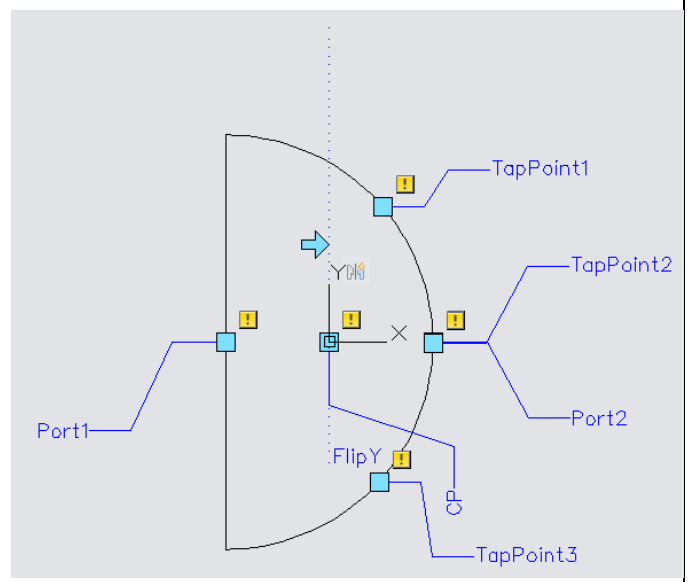 TapPoint1
TapPoint2
Y
X
Port1
Port2
FlipY
CP
TapPoint3